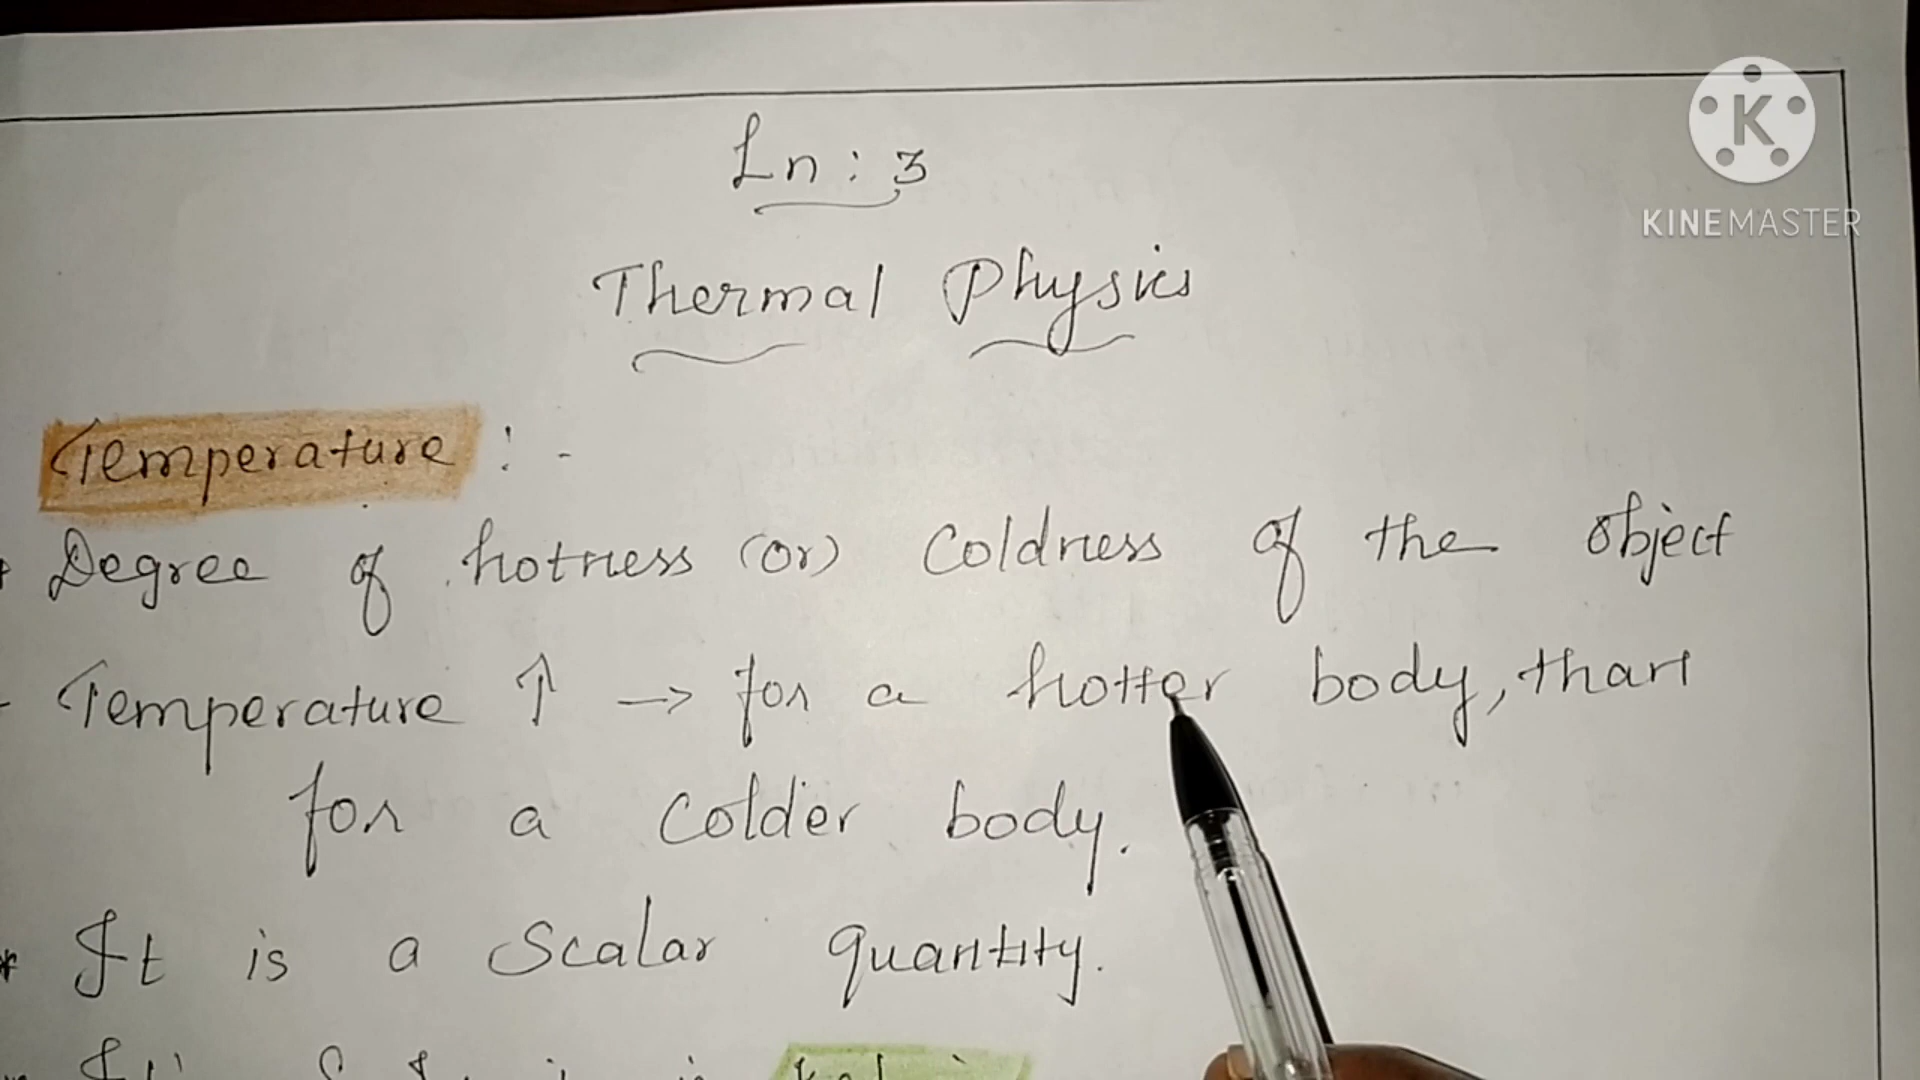 Ln : 3
Thermal Physics
Temperature : -
* Degree of hotness (or) Coldness of the object
Temperature ↑ → for a hotter body, than
for a colder body.
* It is a Scalar quantity.
K
KINEMASTER